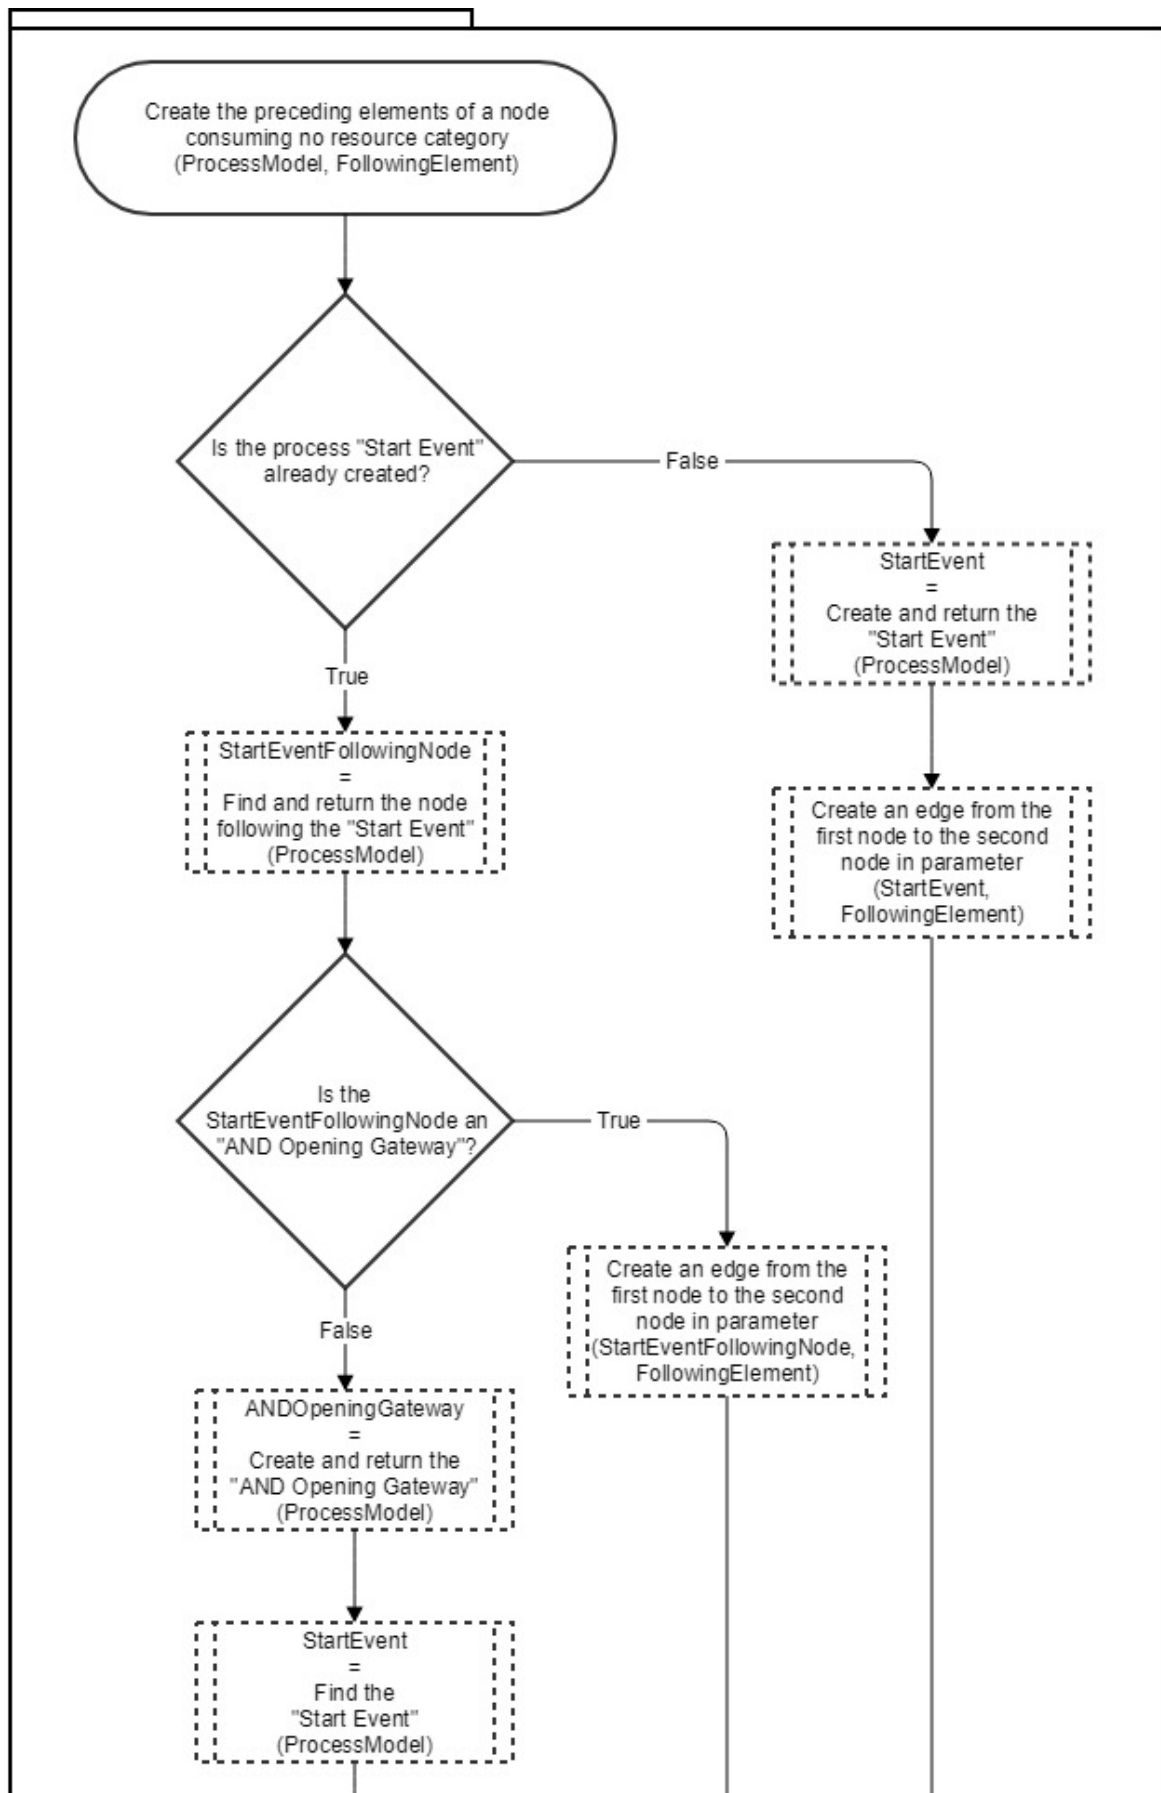 Create the preceding elements of a node
consuming no resource category
(ProcessModel, FollowingElement)
Is the process "Start Event"
already created?
False
StartEvent
=
Create and return the
"Start Event"
(ProcessModel)
True
StartEventFollowingNode
=
Find and return the node
following the "Start Event"
(ProcessModel)
Create an edge from the
first node to the second
node in parameter
(StartEvent,
FollowingElement)
Is the
StartEventFollowingNode an
"AND Opening Gateway"?
True
Create an edge from the
first node to the second
node in parameter
(StartEventFollowingNode,
FollowingElement)
False
ANDOpeningGateway
=
Create and return the
"AND Opening Gateway"
(ProcessModel)
StartEvent
=
Find the
"Start Event"
(ProcessModel)